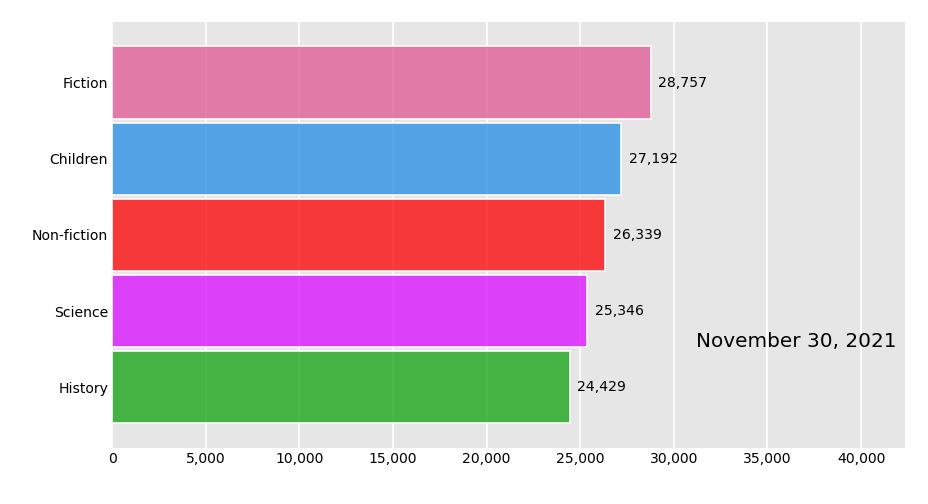 Fiction
28,757
Children
27,192
Non-fiction
26,339
Science
25,346
November 30, 2021
History
24,429
0
5,000
10,000
15,000
20,000
25,000
30,000
35,000
40,000